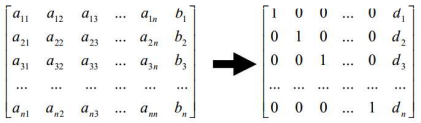 a₁₁ a₁₂ a₁₃ ... a₁ₙ b₁ 1 0 0 ... 0 d₁
a₂₁ a₂₂ a₂₃ ... a₂ₙ b₂ 0 1 0 ... 0 d₂
a₃₁ a₃₂ a₃₃ ... a₃ₙ b₃ 0 0 1 ... 0 d₃
... ... ... ... ... ... ... ... ... ... ... ...
aₙ₁ aₙ₂ aₙ₃ ... aₙₙ bₙ 0 0 0 ... 1 dₙ